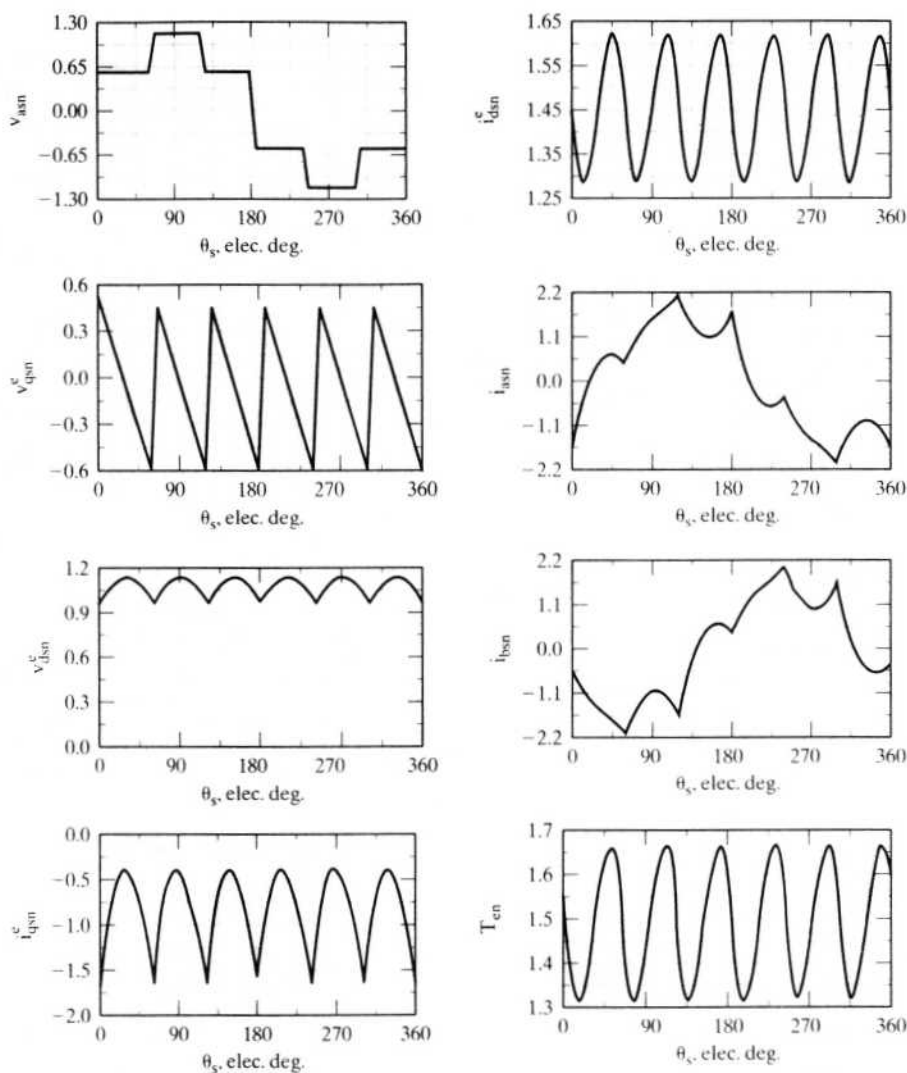 1.30
0.65
0.00
−0.65
−1.30
v_asn
0 90 180 270 360
θ_s, elec. deg.
1.65
1.55
1.45
1.35
1.25
i^e_dsn
0 90 180 270 360
θ_s, elec. deg.
0.6
0.3
0.0
−0.3
−0.6
v^e_qsn
0 90 180 270 360
θ_s, elec. deg.
2.2
1.1
0.0
−1.1
−2.2
i_asn
0 90 180 270 360
θ_s, elec. deg.
1.2
0.9
0.6
0.3
0.0
v^e_dsn
0 90 180 270 360
θ_s, elec. deg.
2.2
1.1
0.0
−1.1
−2.2
i_bsn
0 90 180 270 360
θ_s, elec. deg.
0.0
−0.5
−1.0
−1.5
−2.0
i^e_qsn
0 90 180 270 360
θ_s, elec. deg.
1.7
1.6
1.5
1.4
1.3
T_en
0 90 180 270 360
θ_s, elec. deg.